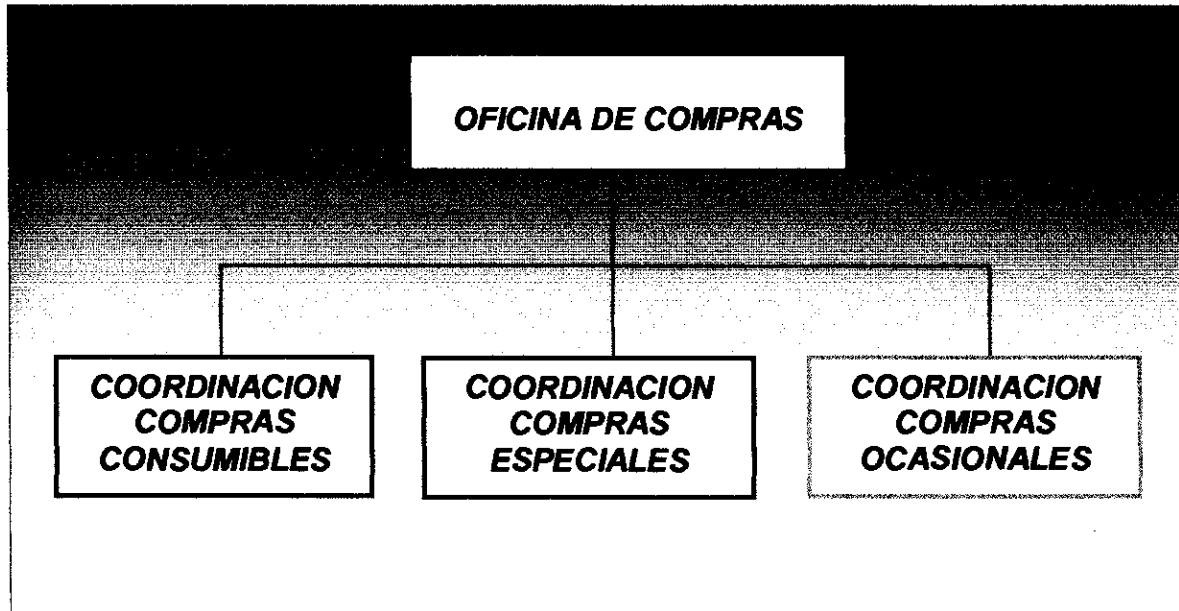 OFICINA DE COMPRAS
COORDINACION
COMPRAS
CONSUMIBLES
COORDINACION
COMPRAS
ESPECIALES
COORDINACION
COMPRAS
OCASIONALES